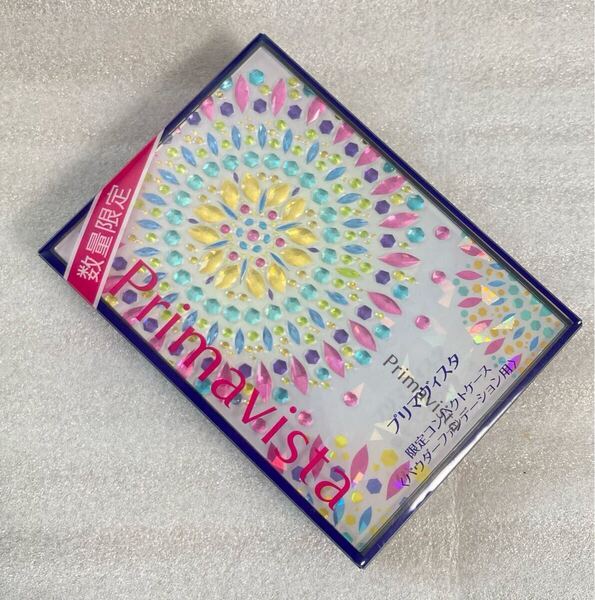 数量限定
Primavista
Primavista
プリマヴィスタ
限定コンパクトケース
〈パウダーファンデーション用〉